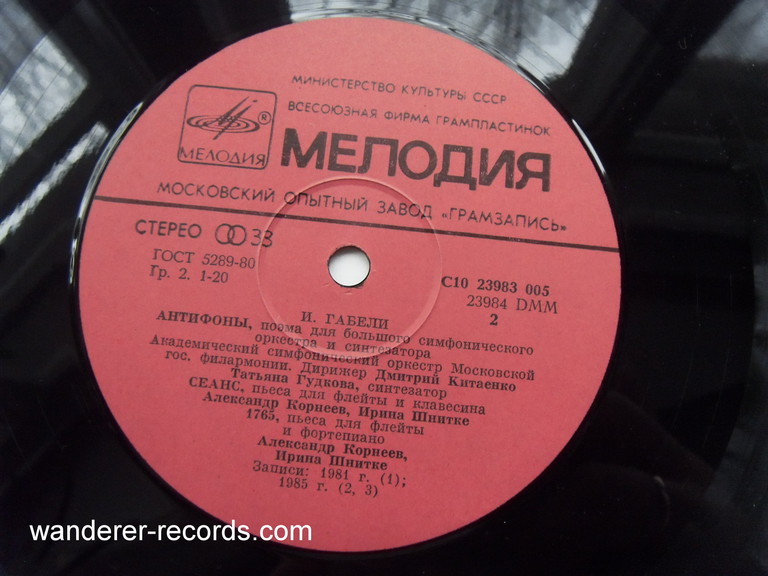 МИНИСТЕРСТВО КУЛЬТУРЫ СССР
ВСЕСОЮЗНАЯ ФИРМА ГРАМПЛАСТИНОК
® МЕЛОДИЯ
МЕЛОДИЯ
МОСКОВСКИЙ ОПЫТНЫЙ ЗАВОД «ГРАМЗАПИСЬ»
СТЕРЕО 33
ГОСТ 5289-80
Гр. 2. 1-20
С10 23983 005
23984 DMM
2
И. ГАБЕЛИ
АНТИФОНЫ, поэма для большого симфонического
оркестра и синтезатора
Академический симфонический оркестр Московской
гос. филармонии. Дирижер Дмитрий Китаенко
Татьяна Гудкова, синтезатор
СЕАНС, пьеса для флейты и клавесина
Александр Корнеев, Ирина Шнитке
1765, пьеса для флейты
и фортепиано
Александр Корнеев,
Ирина Шнитке
Записи: 1981 г. (1);
1985 г. (2, 3)
wanderer-records.com